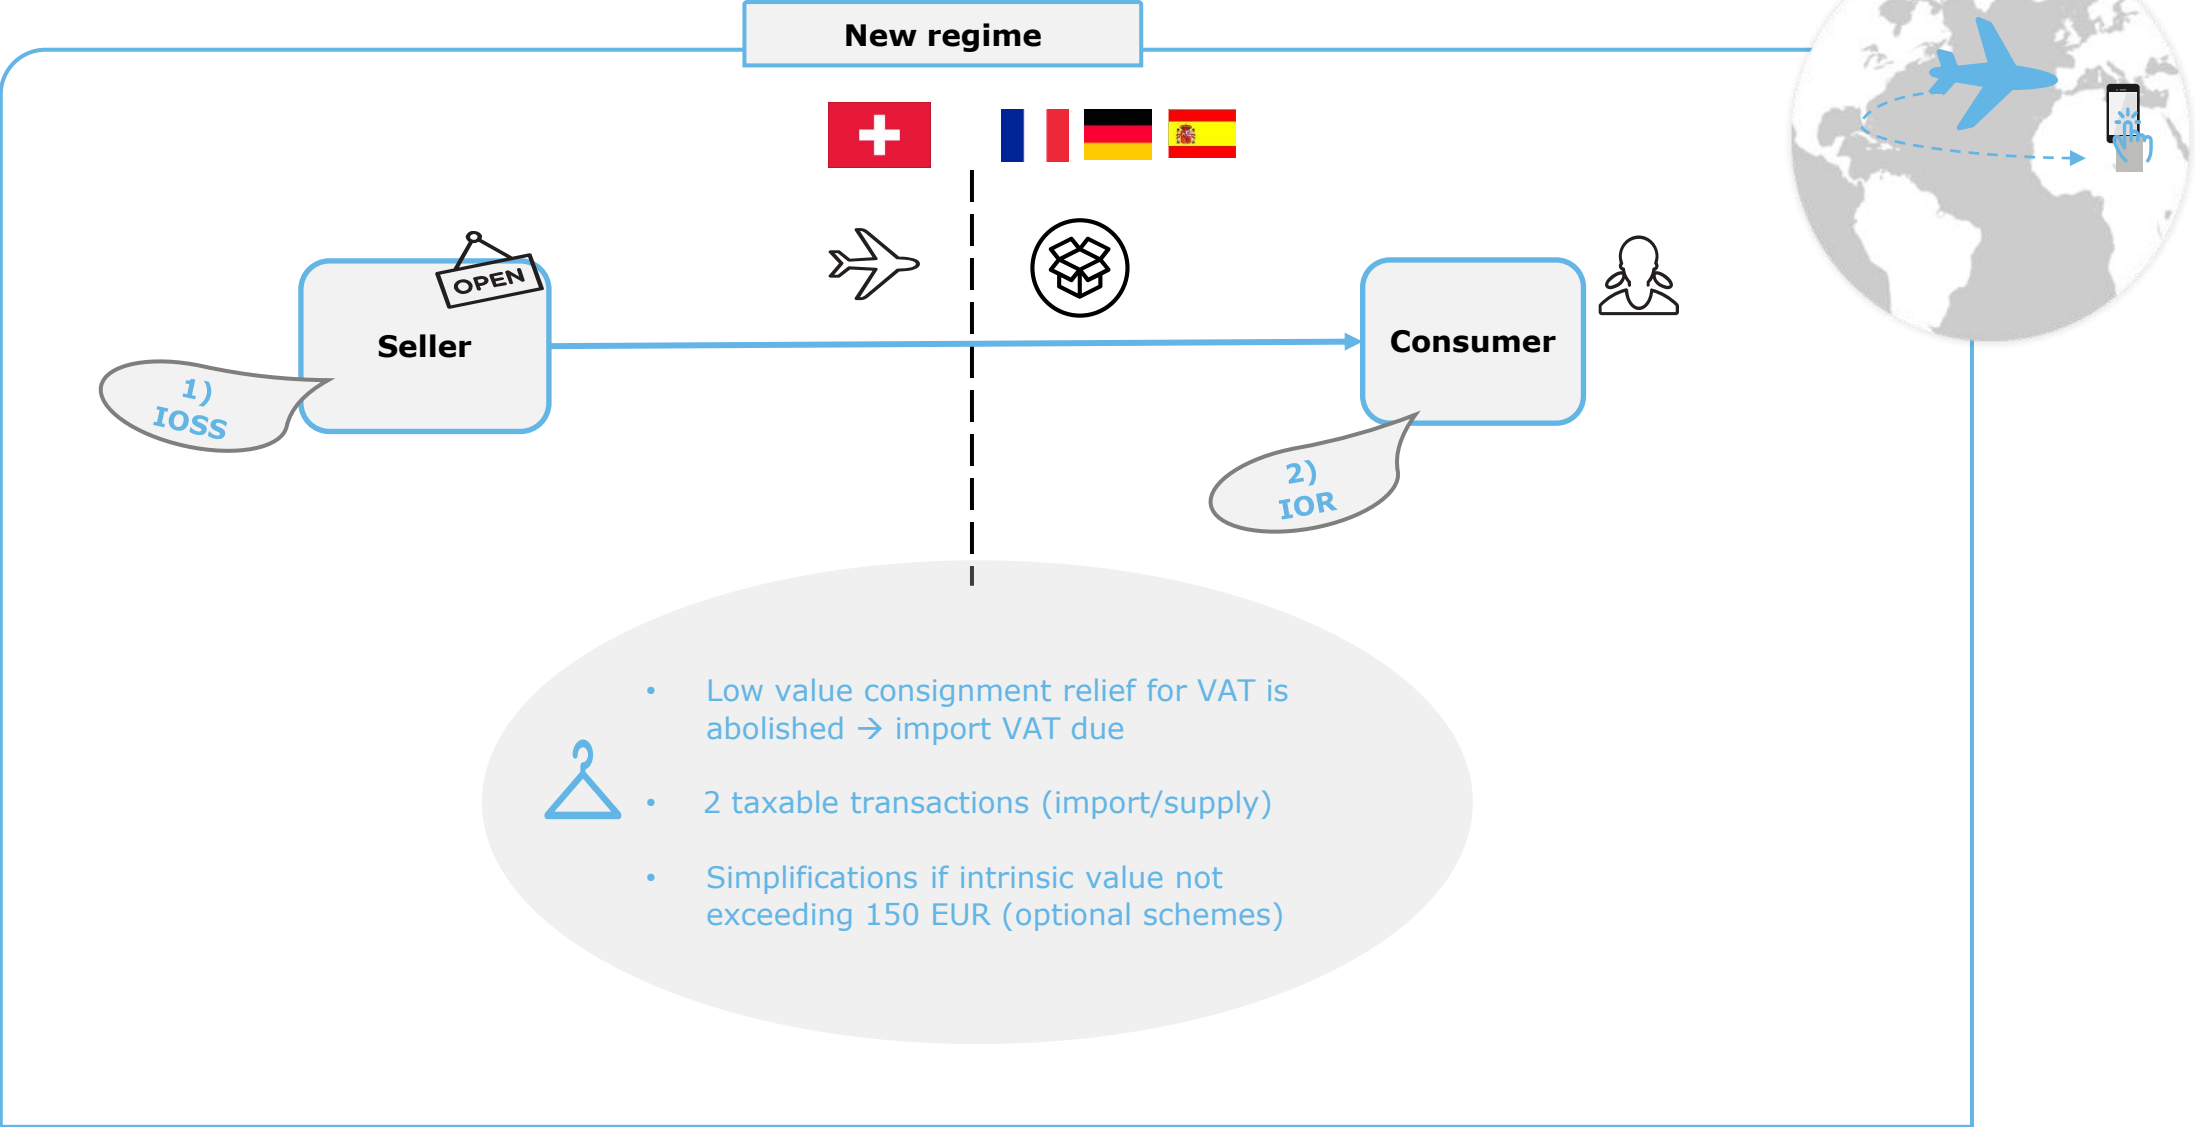 New regime
OPEN
Seller
Consumer
1)
IOSS
2)
IOR
• Low value consignment relief for VAT is
abolished → import VAT due
• 2 taxable transactions (import/supply)
• Simplifications if intrinsic value not
exceeding 150 EUR (optional schemes)